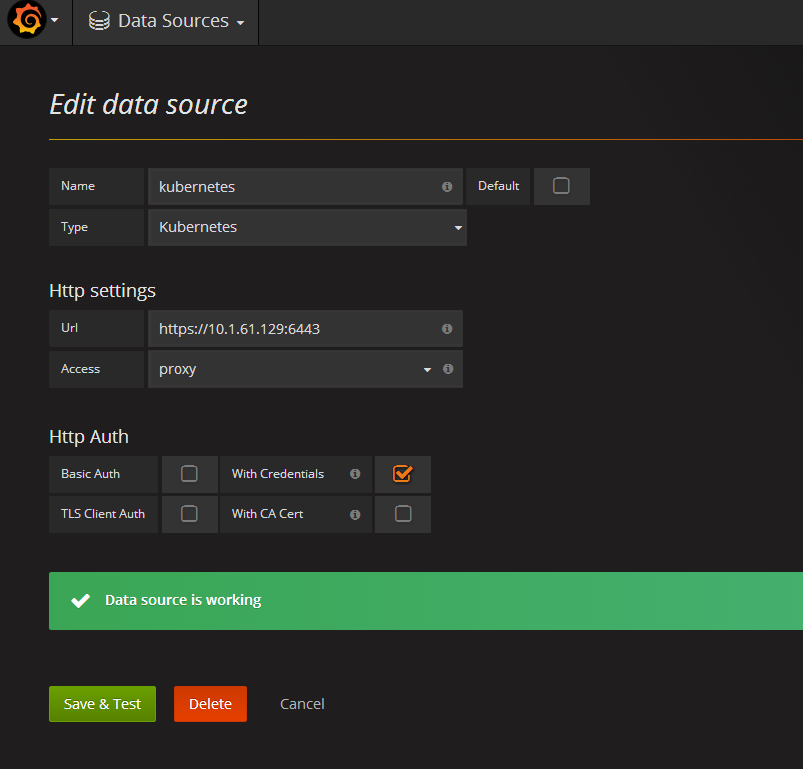 Data Sources
Edit data source
Name kubernetes Default
Type Kubernetes
Http settings
Url https://10.1.61.129:6443
Access proxy
Http Auth
Basic Auth With Credentials
TLS Client Auth With CA Cert
Data source is working
Save & Test Delete Cancel